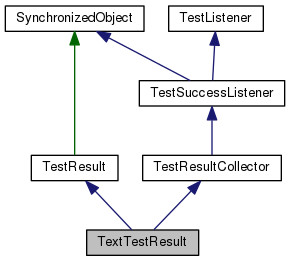 SynchronizedObject
TestListener
TestSuccessListener
TestResult
TestResultCollector
TextTestResult